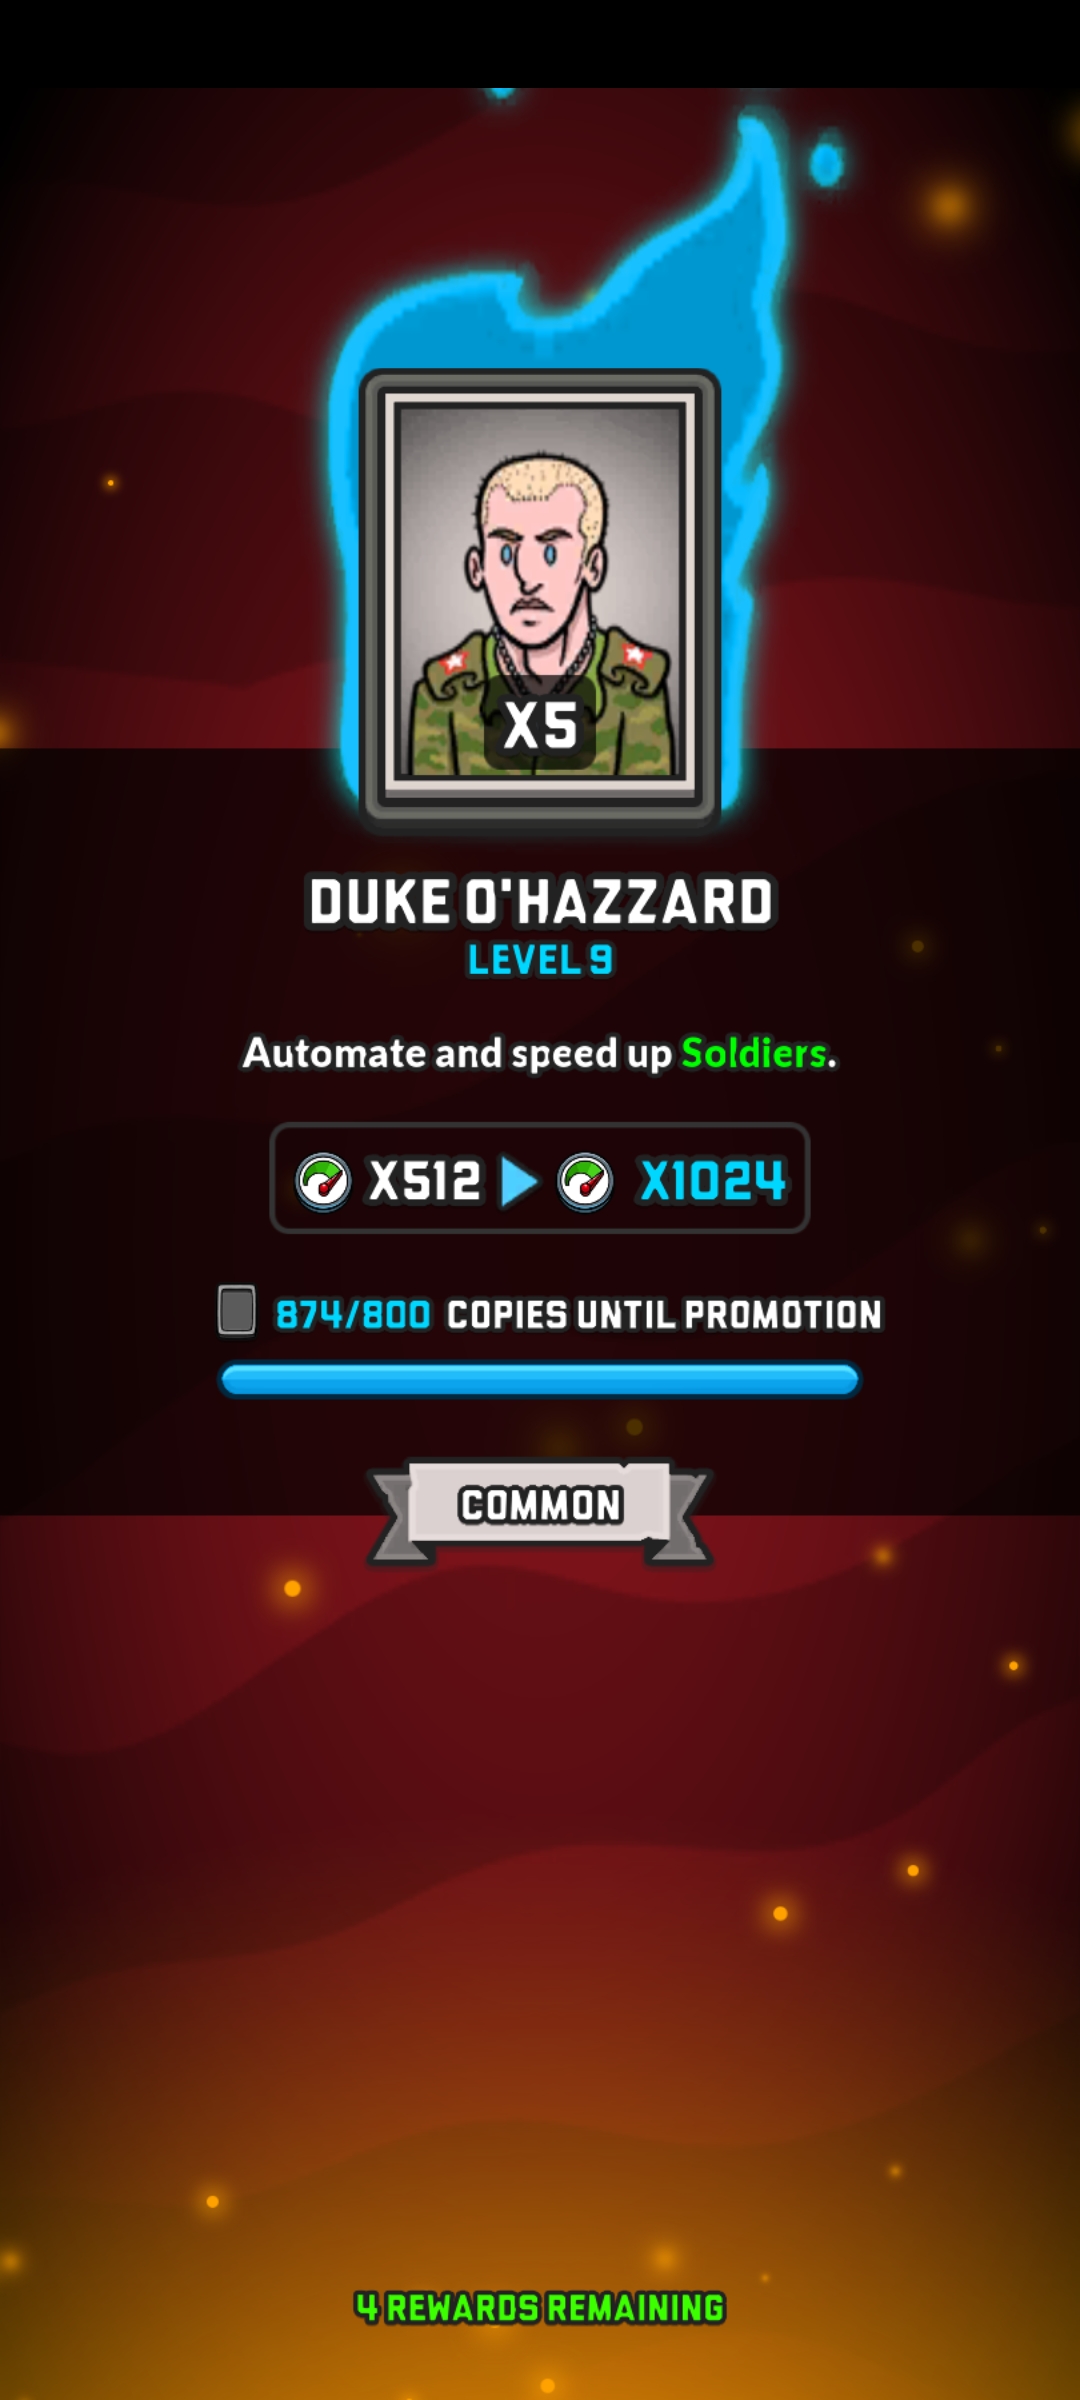 X5
DUKE O'HAZZARD
LEVEL 9
Automate and speed up Soldiers.
X512 X1024
874/800 COPIES UNTIL PROMOTION
COMMON
4 REWARDS REMAINING